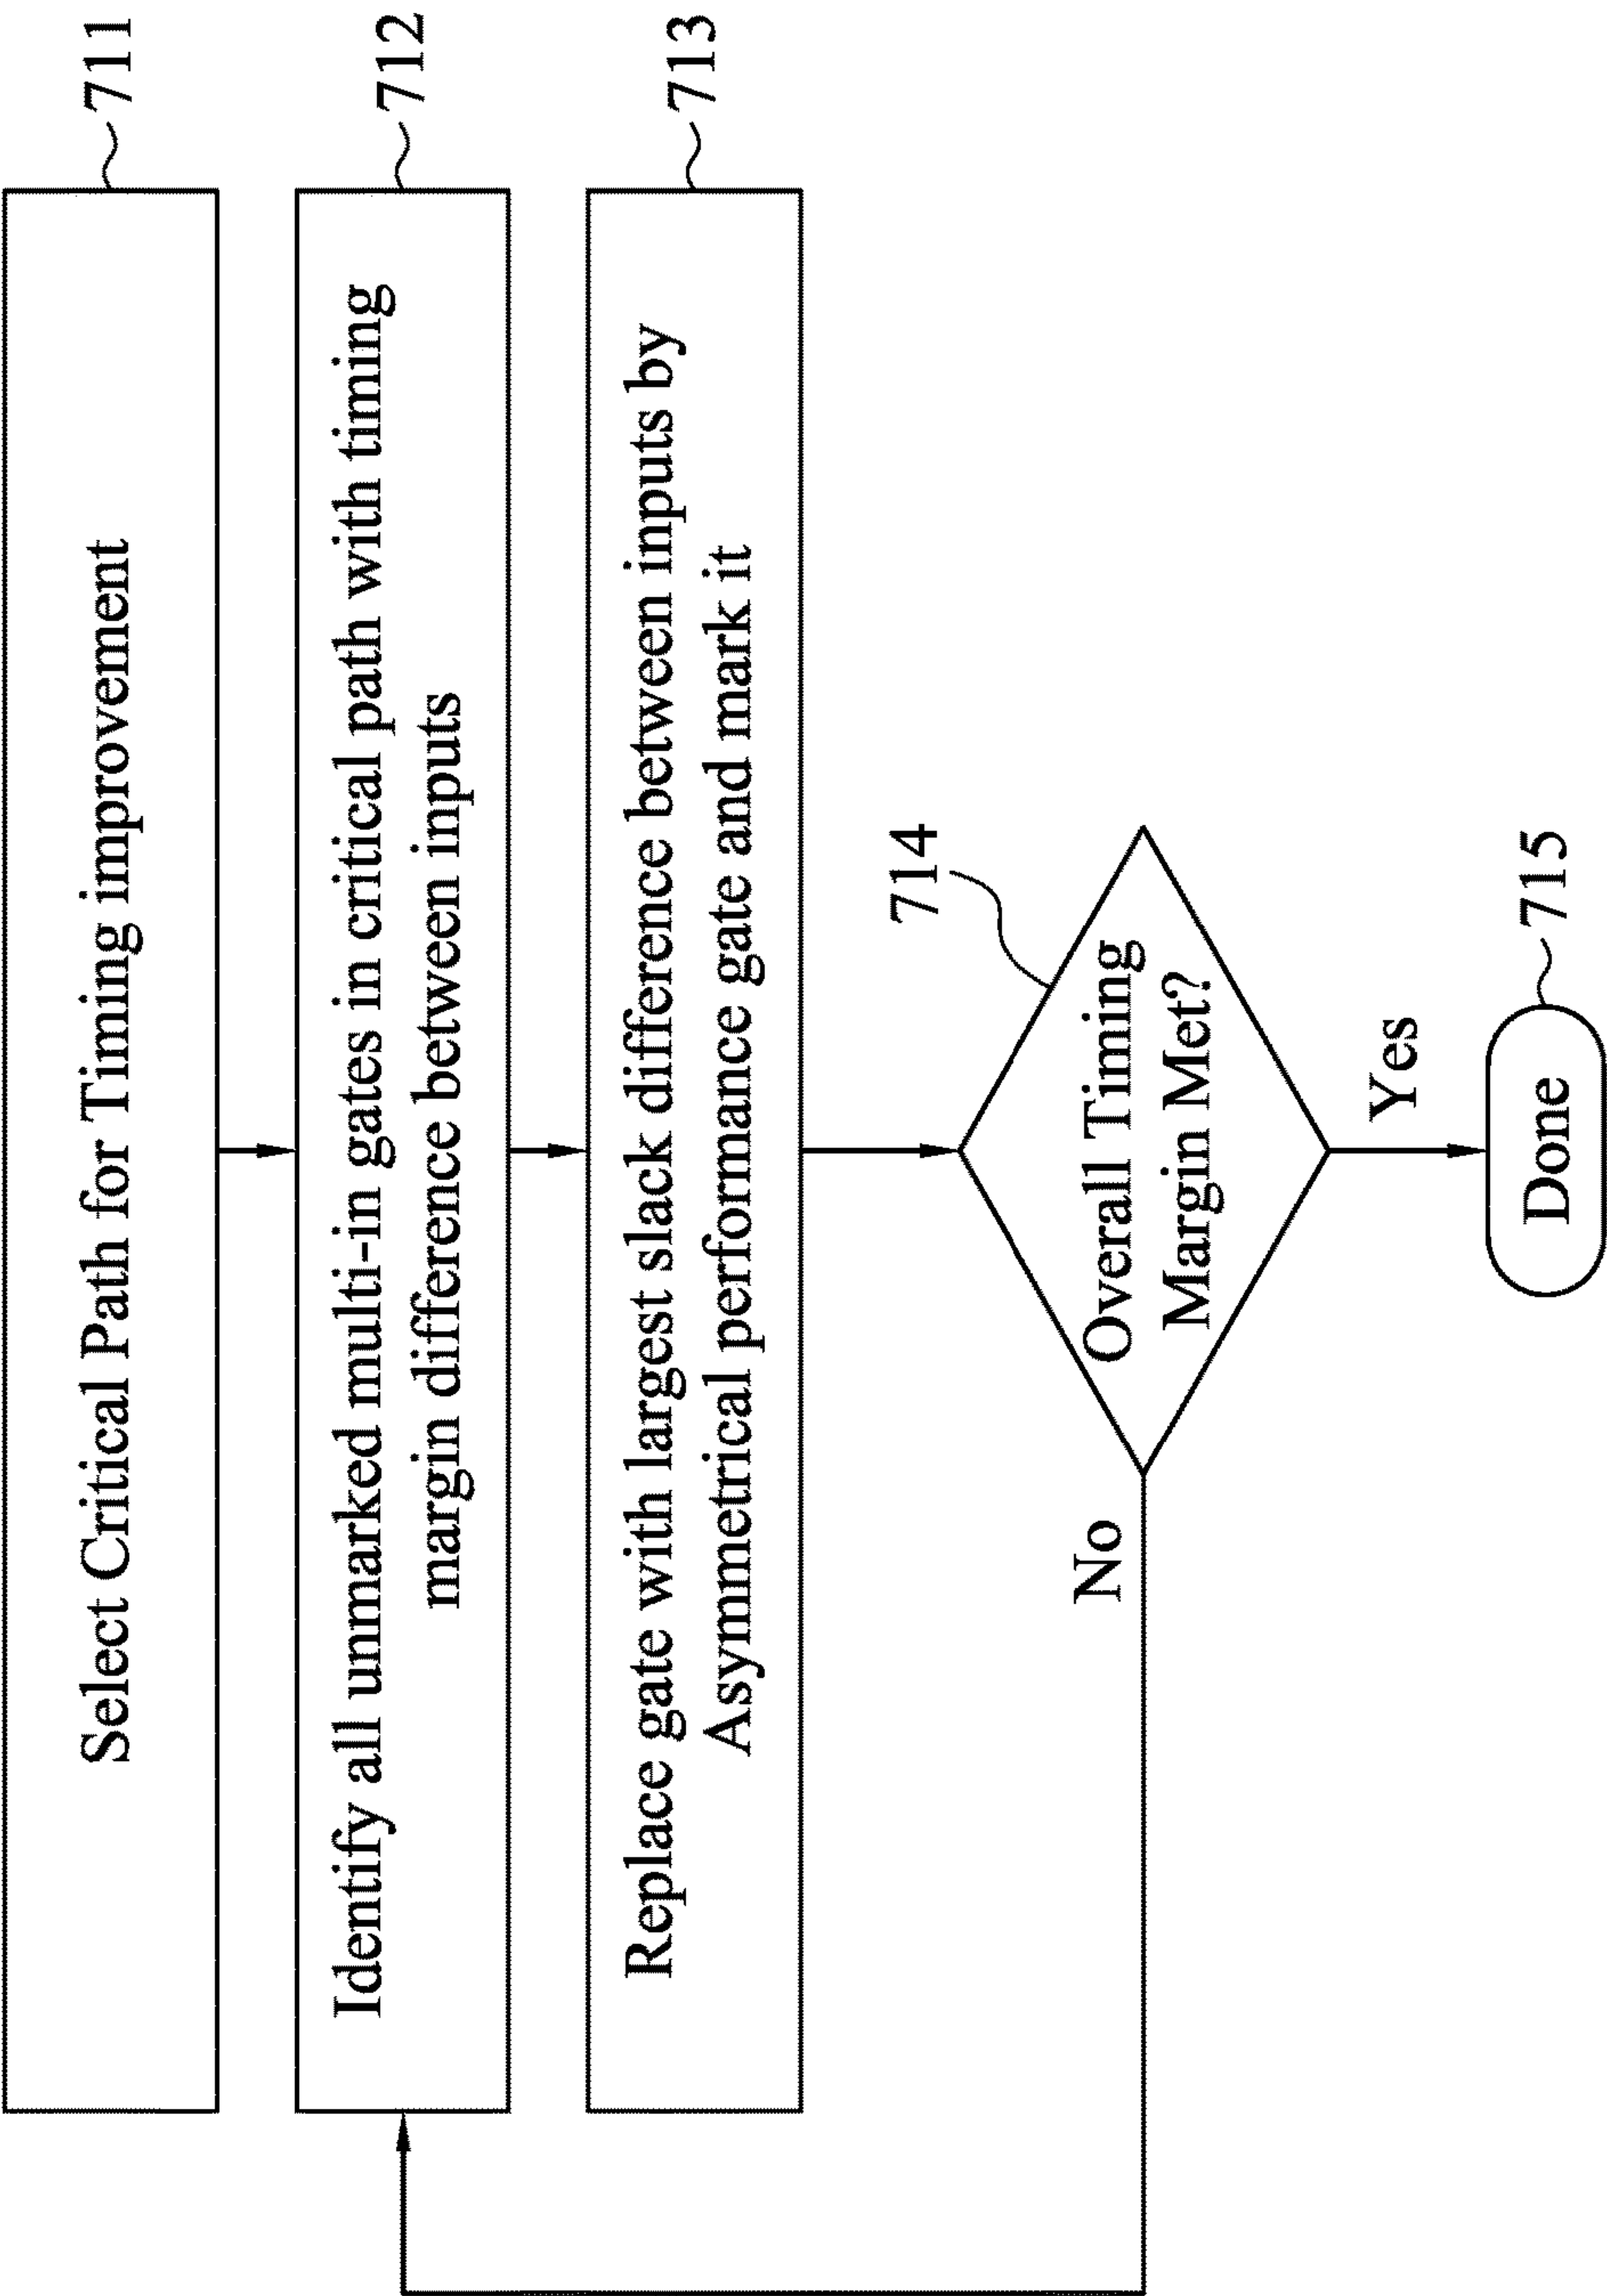 Select Critical Path for Timing improvement
711
Identify all unmarked multi-in gates in critical path with timing
margin difference between inputs
712
Replace gate with largest slack difference between inputs by
Asymmetrical performance gate and mark it
713
714
Overall Timing
Margin Met?
No
Yes
Done
715